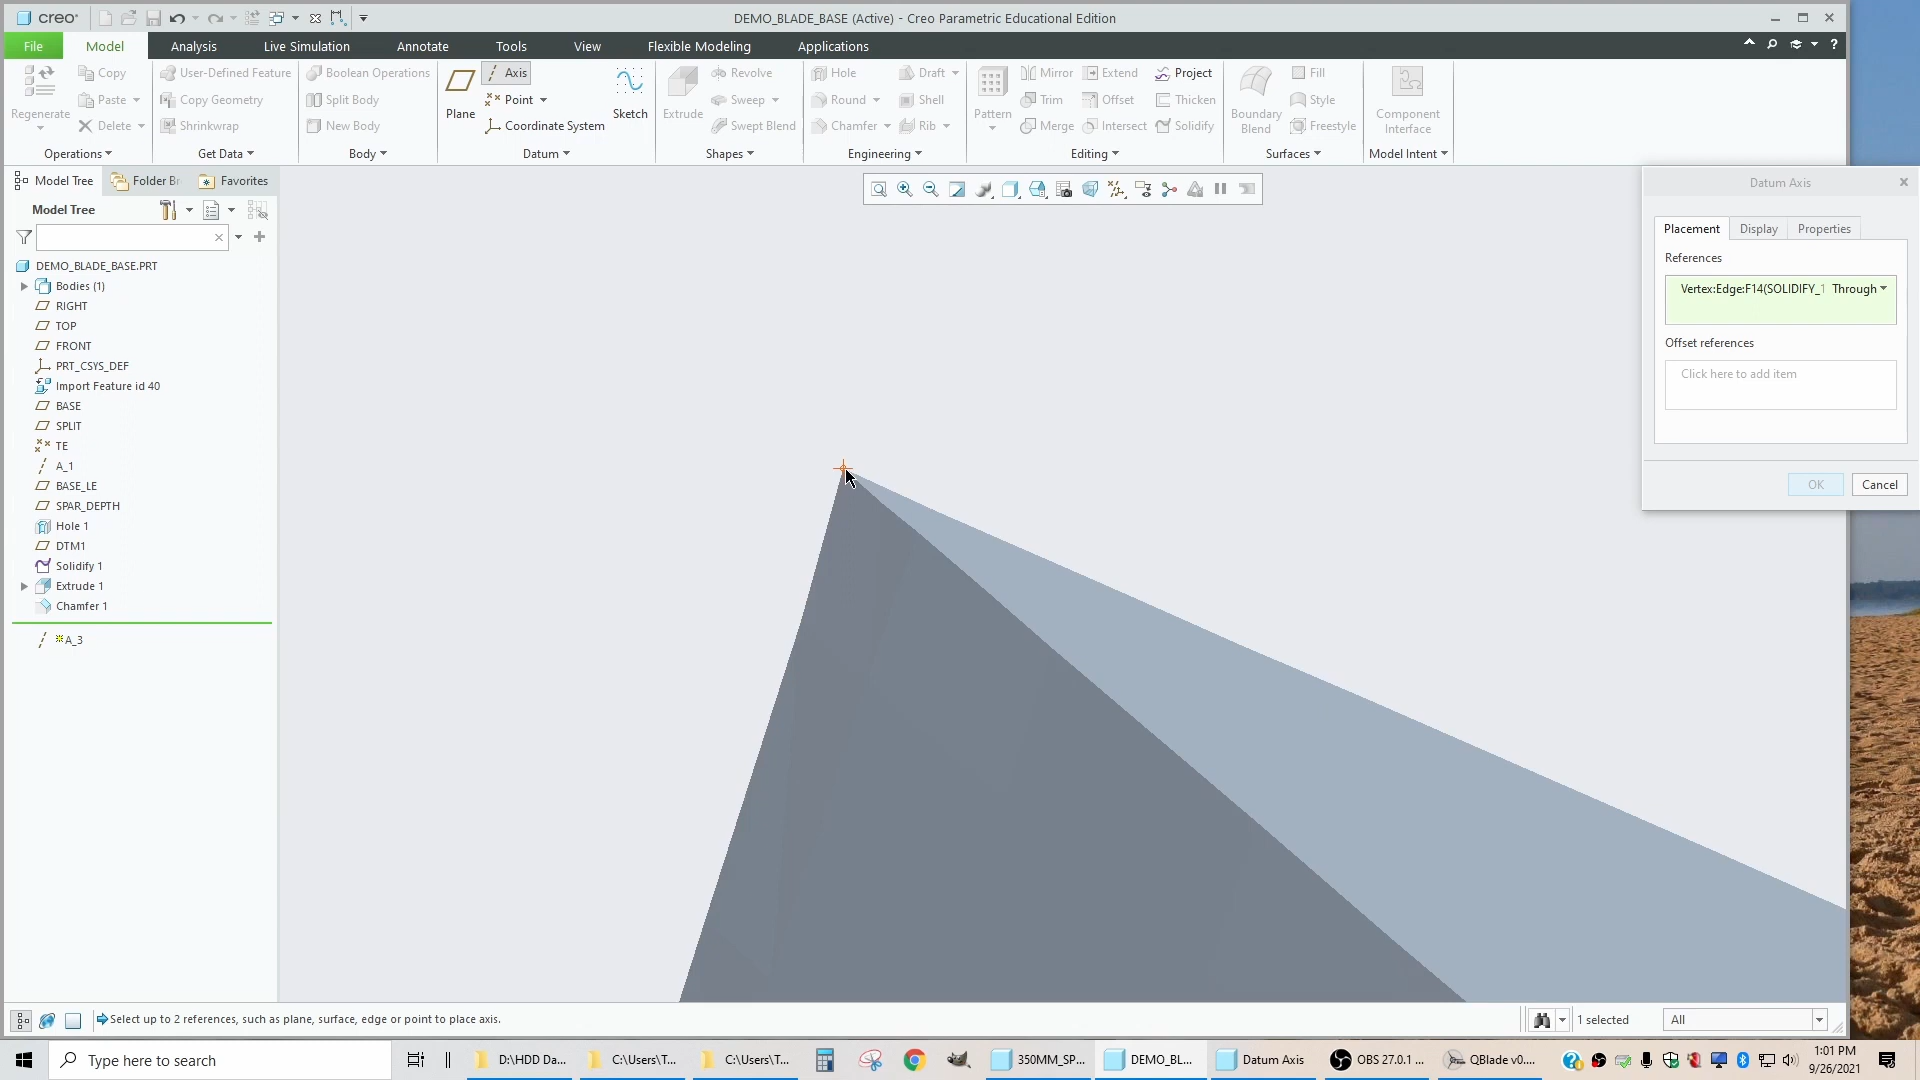 creo®
DEMO_BLADE_BASE (Active) - Creo Parametric Educational Edition
File Model Analysis Live Simulation Annotate Tools View Flexible Modeling Applications
Regenerate
Copy
Paste
Delete
Operations
User-Defined Feature
Copy Geometry
Shrinkwrap
Get Data
Boolean Operations
Split Body
New Body
Body
Plane
Axis
Point
Coordinate System
Sketch
Datum
Extrude
Revolve
Sweep
Swept Blend
Shapes
Hole
Round
Chamfer
Draft
Shell
Rib
Engineering
Pattern
Mirror
Trim
Merge
Extend
Offset
Intersect
Project
Thicken
Solidify
Editing
Boundary
Blend
Fill
Style
Freestyle
Surfaces
Component
Interface
Model Intent
Model Tree Folder Br Favorites
Model Tree
DEMO_BLADE_BASE.PRT
Bodies (1)
RIGHT
TOP
FRONT
PRT_CSYS_DEF
Import Feature id 40
BASE
SPLIT
TE
A_1
BASE_LE
SPAR_DEPTH
Hole 1
DTM1
Solidify 1
Extrude 1
Chamfer 1
A_3
Datum Axis
Placement Display Properties
References
Vertex:Edge:F14(SOLIDIFY_1 Through
Offset references
Click here to add item
OK Cancel
Select up to 2 references, such as plane, surface, edge or point to place axis.
1 selected
All
Type here to search
D:\HDD Da...
C:\Users\T...
C:\Users\T...
350MM_SP...
DEMO_BL...
Datum Axis
OBS 27.0.1 ...
QBlade v0....
1:01 PM
9/26/2021